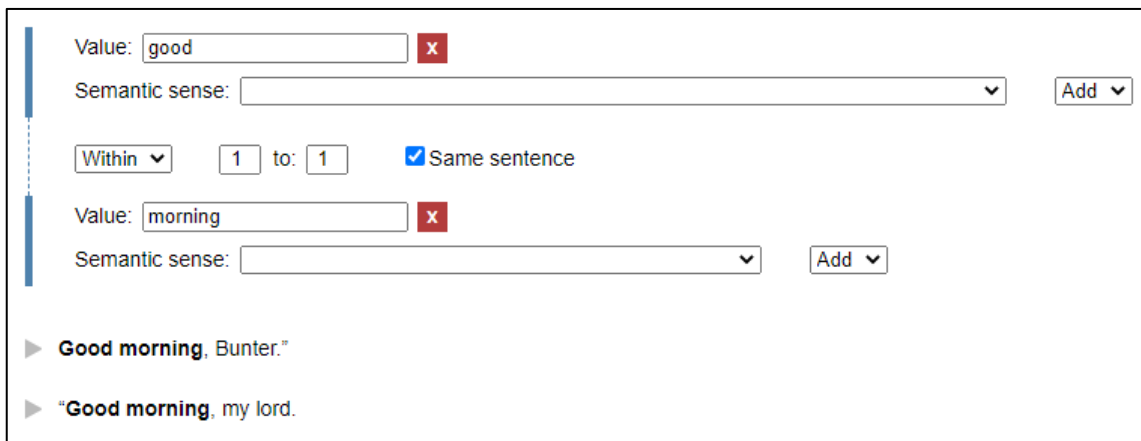 Value: good x
Semantic sense: Add
Within 1 to: 1 Same sentence
Value: morning x
Semantic sense: Add
Good morning, Bunter.”
“Good morning, my lord.